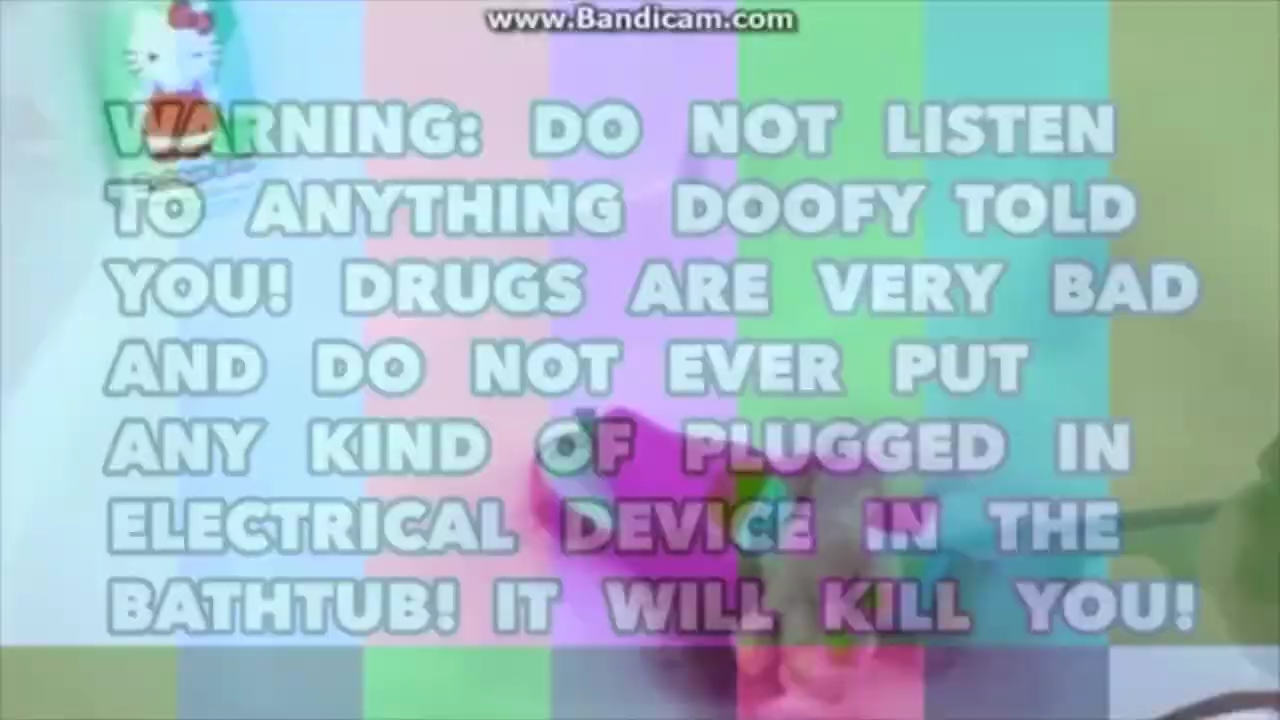 www.Bandicam.com
WARNING: DO NOT LISTEN
TO ANYTHING DOOFY TOLD
YOU! DRUGS ARE VERY BAD
AND DO NOT EVER PUT
ANY KIND OF PLUGGED IN
ELECTRICAL DEVICE IN THE
BATHTUB! IT WILL KILL YOU!